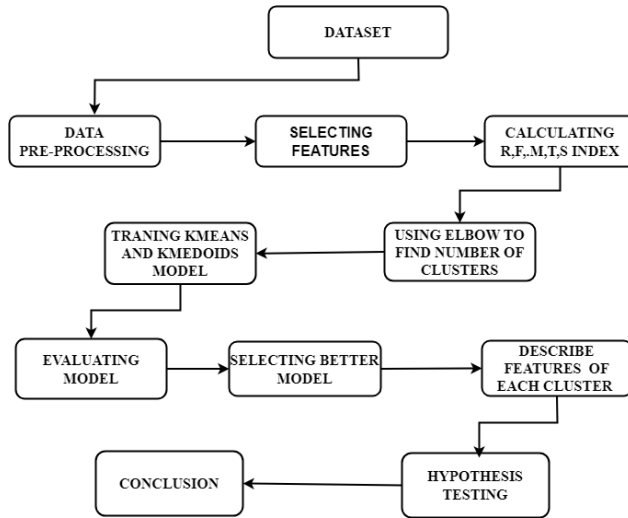 DATASET
DATA
PRE-PROCESSING
SELECTING
FEATURES
CALCULATING
R,F,.M,T,S INDEX
USING ELBOW TO
FIND NUMBER OF
CLUSTERS
TRANING KMEANS
AND KMEDOIDS
MODEL
EVALUATING
MODEL
SELECTING BETTER
MODEL
DESCRIBE
FEATURES OF
EACH CLUSTER
HYPOTHESIS
TESTING
CONCLUSION